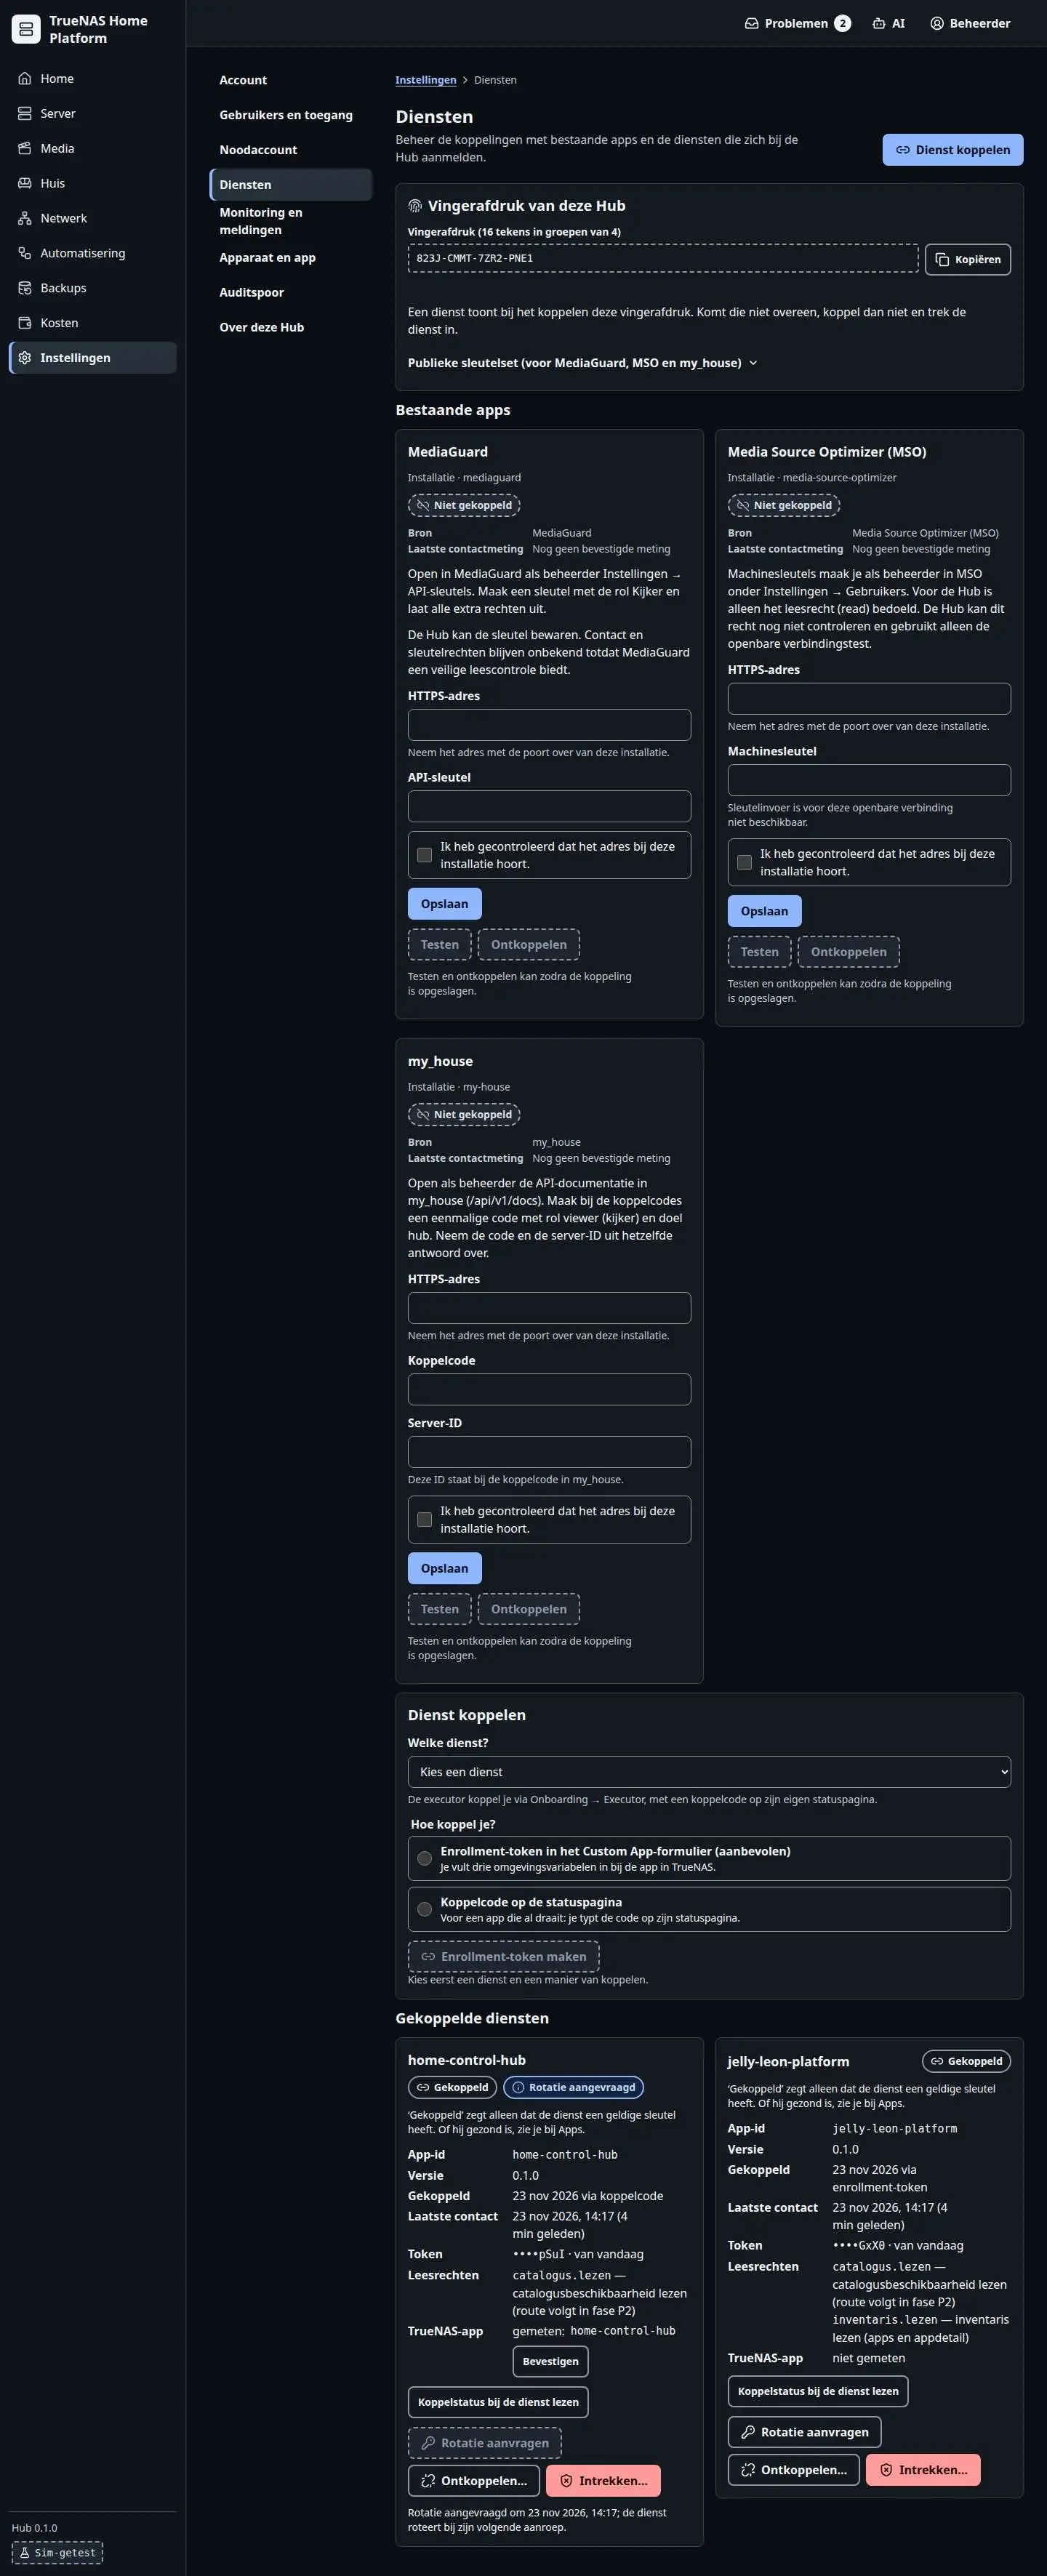 TrueNAS Home
Platform
Problemen 2
AI
Beheerder
Home
Server
Media
Huis
Netwerk
Automatisering
Backups
Kosten
Instellingen
Hub 0.1.0
Sim-getest
Account
Gebruikers en toegang
Noodaccount
Diensten
Monitoring en
meldingen
Apparaat en app
Auditspoor
Over deze Hub
Instellingen > Diensten
Diensten
Beheer de koppelingen met bestaande apps en de diensten die zich bij de
Hub aanmelden.
Dienst koppelen
Vingerafdruk van deze Hub
Vingerafdruk (16 tekens in groepen van 4)
823J-CMMT-7ZR2-PNE1
Kopiëren
Een dienst toont bij het koppelen deze vingerafdruk. Komt die niet overeen, koppel dan niet en trek de
dienst in.
Publieke sleutelset (voor MediaGuard, MSO en my_house)
Bestaande apps
MediaGuard
Installatie · mediaguard
Niet gekoppeld
Bron MediaGuard
Laatste contactmeting Nog geen bevestigde meting
Open in MediaGuard als beheerder Instellingen →
API-sleutels. Maak een sleutel met de rol Kijker en
laat alle extra rechten uit.
De Hub kan de sleutel bewaren. Contact en
sleutelrechten blijven onbekend totdat MediaGuard
een veilige leescontrole biedt.
HTTPS-adres
Neem het adres met de poort over van deze installatie.
API-sleutel
Ik heb gecontroleerd dat het adres bij deze
installatie hoort.
Opslaan
Testen
Ontkoppelen
Testen en ontkoppelen kan zodra de koppeling
is opgeslagen.
Media Source Optimizer (MSO)
Installatie · media-source-optimizer
Niet gekoppeld
Bron Media Source Optimizer (MSO)
Laatste contactmeting Nog geen bevestigde meting
Machinesleutels maak je als beheerder in MSO
onder Instellingen → Gebruikers. Voor de Hub is
alleen het leesrecht (read) bedoeld. De Hub kan dit
recht nog niet controleren en gebruikt alleen de
openbare verbindingstest.
HTTPS-adres
Neem het adres met de poort over van deze installatie.
Machinesleutel
Sleutelinvoer is voor deze openbare verbinding
niet beschikbaar.
Ik heb gecontroleerd dat het adres bij deze
installatie hoort.
Opslaan
Testen
Ontkoppelen
Testen en ontkoppelen kan zodra de koppeling
is opgeslagen.
my_house
Installatie · my-house
Niet gekoppeld
Bron my_house
Laatste contactmeting Nog geen bevestigde meting
Open als beheerder de API-documentatie in
my_house (/api/v1/docs). Maak bij de koppelcodes
een eenmalige code met rol viewer (kijker) en doel
hub. Neem de code en de server-ID uit hetzelfde
antwoord over.
HTTPS-adres
Neem het adres met de poort over van deze installatie.
Koppelcode
Server-ID
Deze ID staat bij de koppelcode in my_house.
Ik heb gecontroleerd dat het adres bij deze
installatie hoort.
Opslaan
Testen
Ontkoppelen
Testen en ontkoppelen kan zodra de koppeling
is opgeslagen.
Dienst koppelen
Welke dienst?
Kies een dienst
De executor koppel je via Onboarding → Executor, met een koppelcode op zijn eigen statuspagina.
Hoe koppel je?
Enrollment-token in het Custom App-formulier (aanbevolen)
Je vult drie omgevingsvariabelen in bij de app in TrueNAS.
Koppelcode op de statuspagina
Voor een app die al draait: je typt de code op zijn statuspagina.
Enrollment-token maken
Kies eerst een dienst en een manier van koppelen.
Gekoppelde diensten
home-control-hub
Gekoppeld
Rotatie aangevraagd
‘Gekoppeld’ zegt alleen dat de dienst een geldige sleutel
heeft. Of hij gezond is, zie je bij Apps.
App-id home-control-hub
Versie 0.1.0
Gekoppeld 23 nov 2026 via koppelcode
Laatste contact 23 nov 2026, 14:17 (4
min geleden)
Token ••••pSuI · van vandaag
Leesrechten catalogus.lezen —
catalogusbeschikbaarheid lezen
(route volgt in fase P2)
TrueNAS-app gemeten: home-control-hub
Bevestigen
Koppelstatus bij de dienst lezen
Rotatie aanvragen
Ontkoppelen...
Intrekken...
Rotatie aangevraagd om 23 nov 2026, 14:17; de dienst
roteert bij zijn volgende aanroep.
jelly-leon-platform
Gekoppeld
‘Gekoppeld’ zegt alleen dat de dienst een geldige sleutel
heeft. Of hij gezond is, zie je bij Apps.
App-id jelly-leon-platform
Versie 0.1.0
Gekoppeld 23 nov 2026 via
enrollment-token
Laatste contact 23 nov 2026, 14:17 (4
min geleden)
Token ••••GxX0 · van vandaag
Leesrechten catalogus.lezen —
catalogusbeschikbaarheid lezen
(route volgt in fase P2)
inventaris.lezen — inventaris
lezen (apps en appdetail)
TrueNAS-app niet gemeten
Koppelstatus bij de dienst lezen
Rotatie aanvragen
Ontkoppelen...
Intrekken...